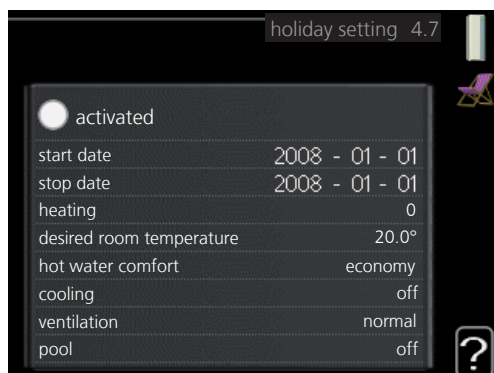 holiday setting 4.7
activated
start date 2008 - 01 - 01
stop date 2008 - 01 - 01
heating 0
desired room temperature 20.0°
hot water comfort economy
cooling off
ventilation normal
pool off
?